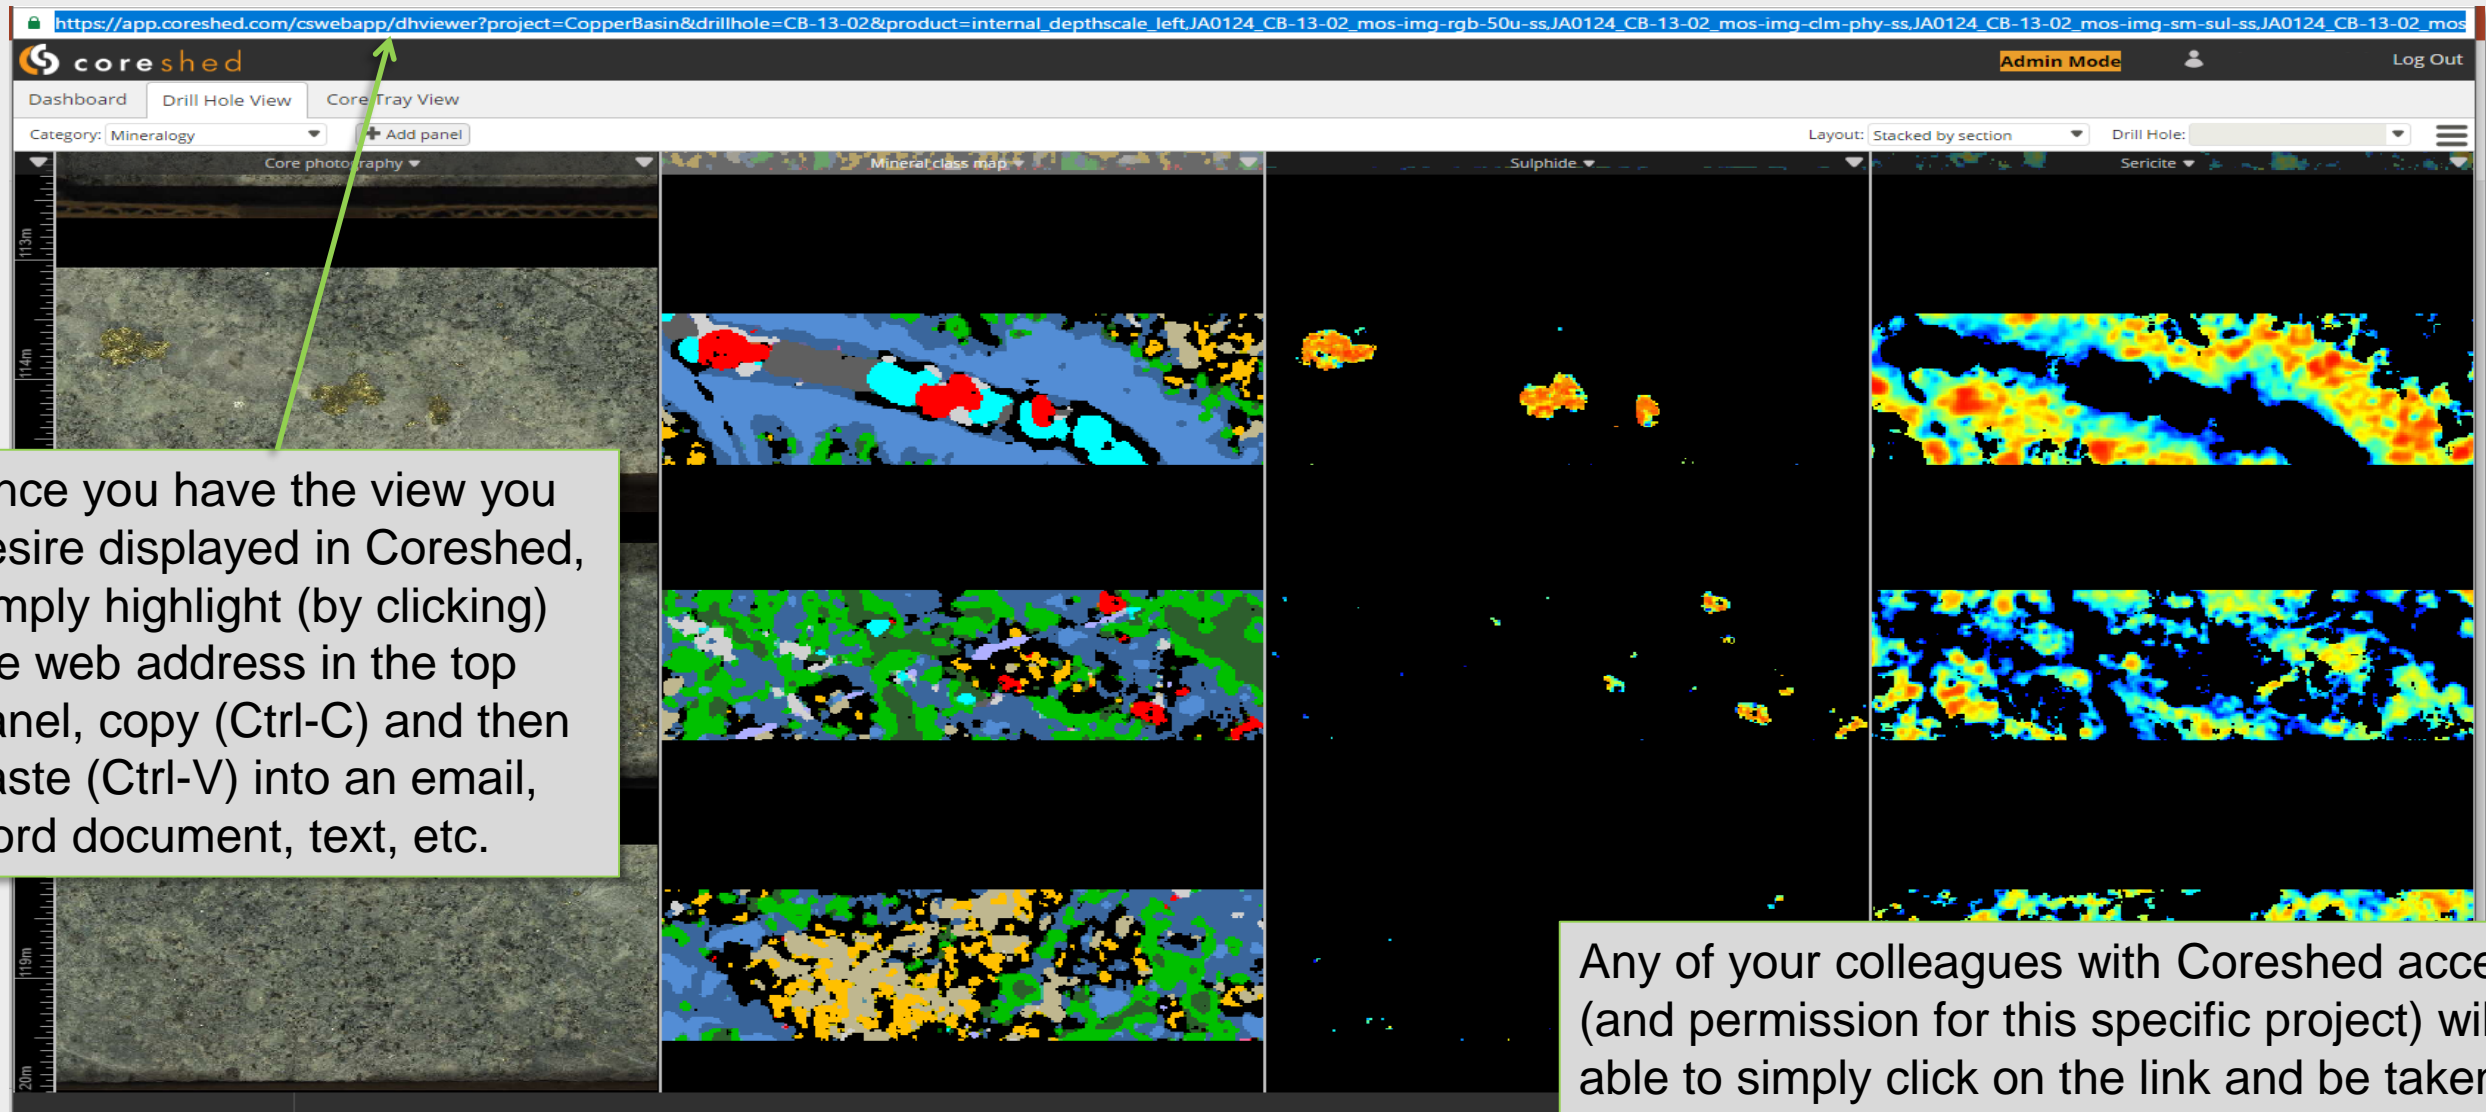 https://app.coreshed.com/cswebapp/dhviewer?project=CopperBasin&drillhole=CB-13-02&product=internal_depthscale_left,JA0124_CB-13-02_mos-img-rgb-50u-ss,JA0124_CB-13-02_mos-img-clm-phy-ss,JA0124_CB-13-02_mos-img-sm-sul-ss,JA0124_CB-13-02_mos
coreshed
Admin Mode
Log Out
Dashboard Drill Hole View Core Tray View
Category: Mineralogy
Add panel
Layout: Stacked by section
Drill Hole:
Core photography
Mineral class map
Sulphide
Sericite
113m
114m
nce you have the view you
esire displayed in Coreshed,
mply highlight (by clicking)
e web address in the top
anel, copy (Ctrl-C) and then
aste (Ctrl-V) into an email,
ord document, text, etc.
119m
20m
Any of your colleagues with Coreshed acce
(and permission for this specific project) wil
able to simply click on the link and be taken